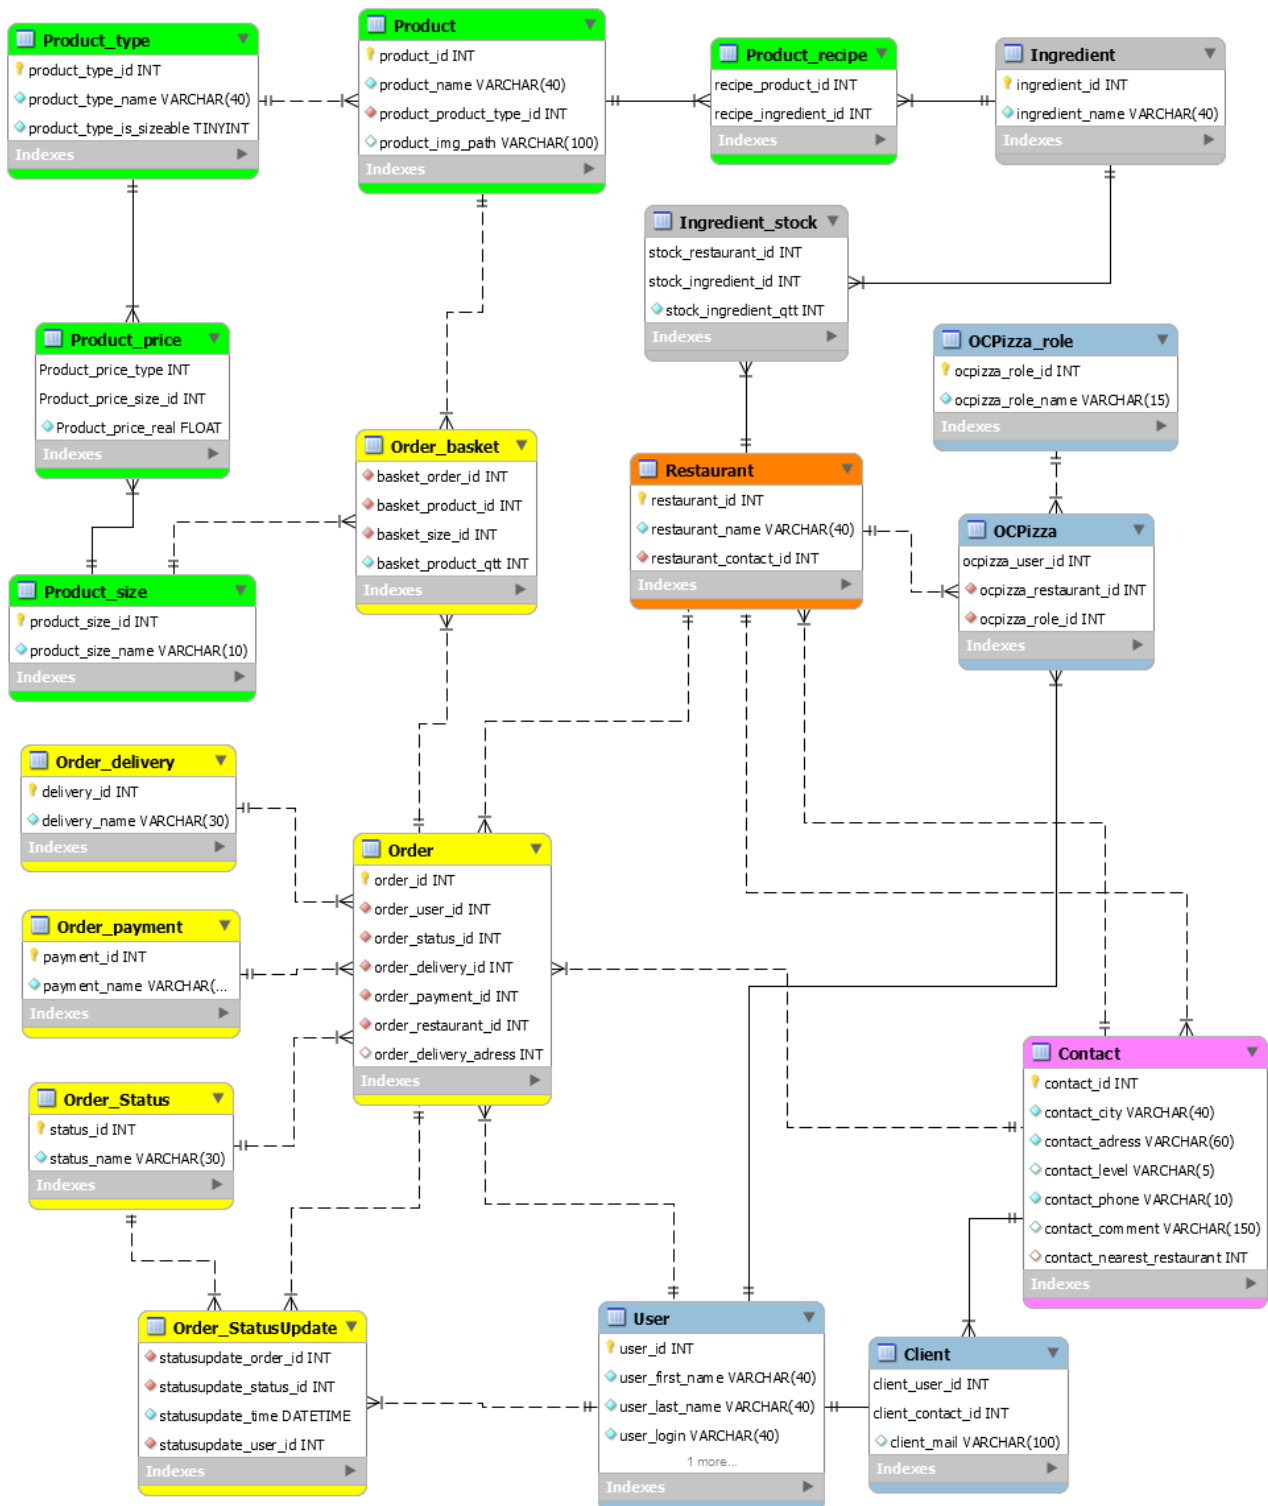 Product_type
product_type_id INT
product_type_name VARCHAR(40)
product_type_is_sizeable TINYINT
Indexes
Product
product_id INT
product_name VARCHAR(40)
product_product_type_id INT
product_img_path VARCHAR(100)
Indexes
Product_recipe
recipe_product_id INT
recipe_ingredient_id INT
Indexes
Ingredient
ingredient_id INT
ingredient_name VARCHAR(40)
Indexes
Ingredient_stock
stock_restaurant_id INT
stock_ingredient_id INT
stock_ingredient_qtt INT
Indexes
Product_price
Product_price_type INT
Product_price_size_id INT
Product_price_real FLOAT
Indexes
OCPizza_role
ocpizza_role_id INT
ocpizza_role_name VARCHAR(15)
Indexes
Order_basket
basket_order_id INT
basket_product_id INT
basket_size_id INT
basket_product_qtt INT
Indexes
Restaurant
restaurant_id INT
restaurant_name VARCHAR(40)
restaurant_contact_id INT
Indexes
OCPizza
ocpizza_user_id INT
ocpizza_restaurant_id INT
ocpizza_role_id INT
Indexes
Product_size
product_size_id INT
product_size_name VARCHAR(10)
Indexes
Order_delivery
delivery_id INT
delivery_name VARCHAR(30)
Indexes
Order
order_id INT
order_user_id INT
order_status_id INT
order_delivery_id INT
order_payment_id INT
order_restaurant_id INT
order_delivery_adress INT
Indexes
Order_payment
payment_id INT
payment_name VARCHAR(...
Indexes
Order_Status
status_id INT
status_name VARCHAR(30)
Indexes
Contact
contact_id INT
contact_city VARCHAR(40)
contact_adress VARCHAR(60)
contact_level VARCHAR(5)
contact_phone VARCHAR(10)
contact_comment VARCHAR(150)
contact_nearest_restaurant INT
Indexes
Order_StatusUpdate
statusupdate_order_id INT
statusupdate_status_id INT
statusupdate_time DATETIME
statusupdate_user_id INT
Indexes
User
user_id INT
user_first_name VARCHAR(40)
user_last_name VARCHAR(40)
user_login VARCHAR(40)
1 more...
Indexes
Client
client_user_id INT
client_contact_id INT
client_mail VARCHAR(100)
Indexes